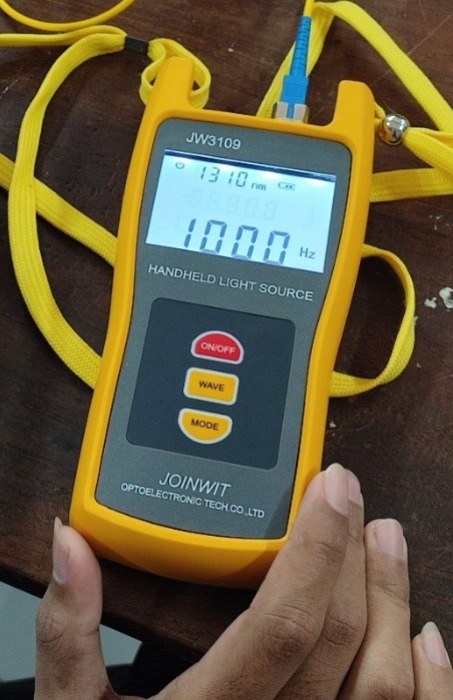 JW3109
1310 nm
1000 Hz
HANDHELD LIGHT SOURCE
ON/OFF
WAVE
MODE
JOINWIT
OPTOELECTRONIC TECH.CO.,LTD